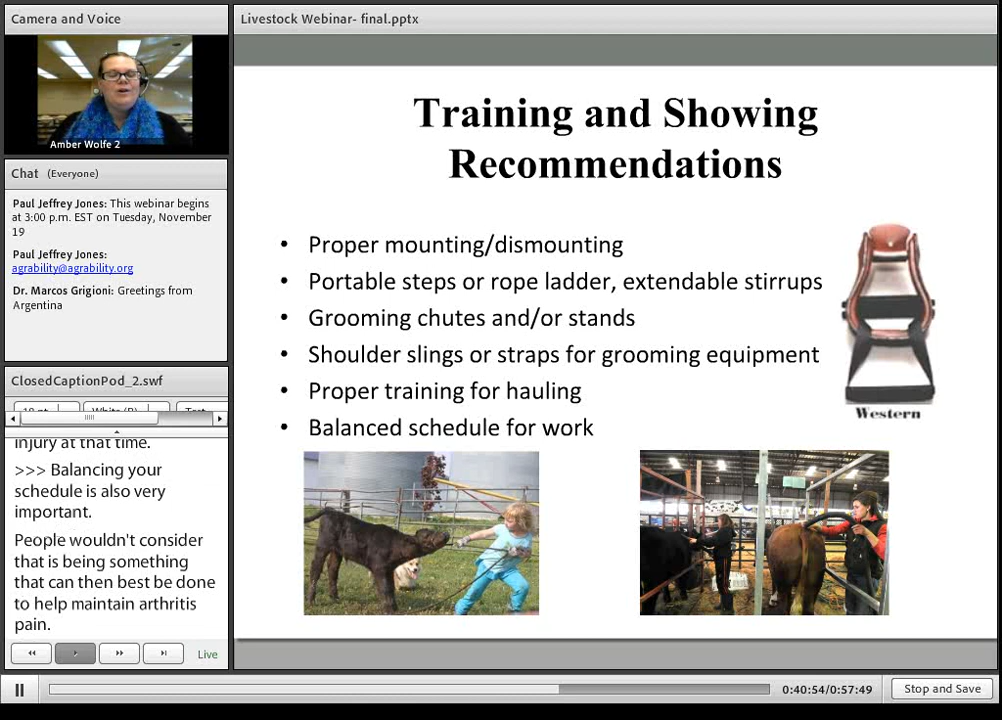 Camera and Voice
Amber Wolfe 2
Chat (Everyone)
Paul Jeffrey Jones: This webinar begins
at 3:00 p.m. EST on Tuesday, November
19
Paul Jeffrey Jones:
agrability@agrability.org
Dr. Marcos Grigioni: Greetings from
Argentina
ClosedCaptionPod_2.swf
injury at that time.
>>> Balancing your
schedule is also very
important.
People wouldn't consider
that is being something
that can then best be done
to help maintain arthritis
pain.
Live
Livestock Webinar- final.pptx
Training and Showing
Recommendations
• Proper mounting/dismounting
• Portable steps or rope ladder, extendable stirrups
• Grooming chutes and/or stands
• Shoulder slings or straps for grooming equipment
• Proper training for hauling
• Balanced schedule for work
Western
0:40:54/0:57:49
Stop and Save